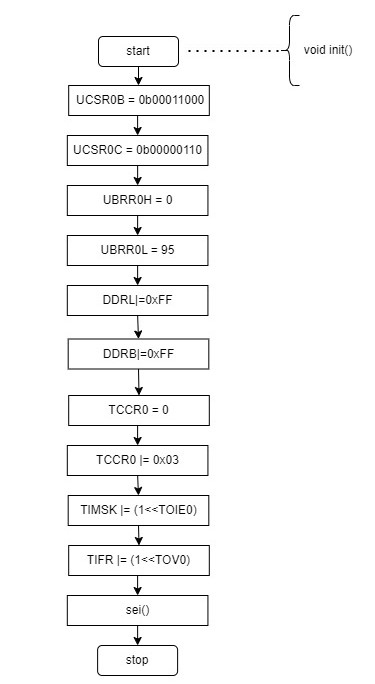 start
void init()
UCSR0B = 0b00011000
UCSR0C = 0b00000110
UBRR0H = 0
UBRR0L = 95
DDRL|=0xFF
DDRB|=0xFF
TCCR0 = 0
TCCR0 |= 0x03
TIMSK |= (1<<TOIE0)
TIFR |= (1<<TOV0)
sei()
stop